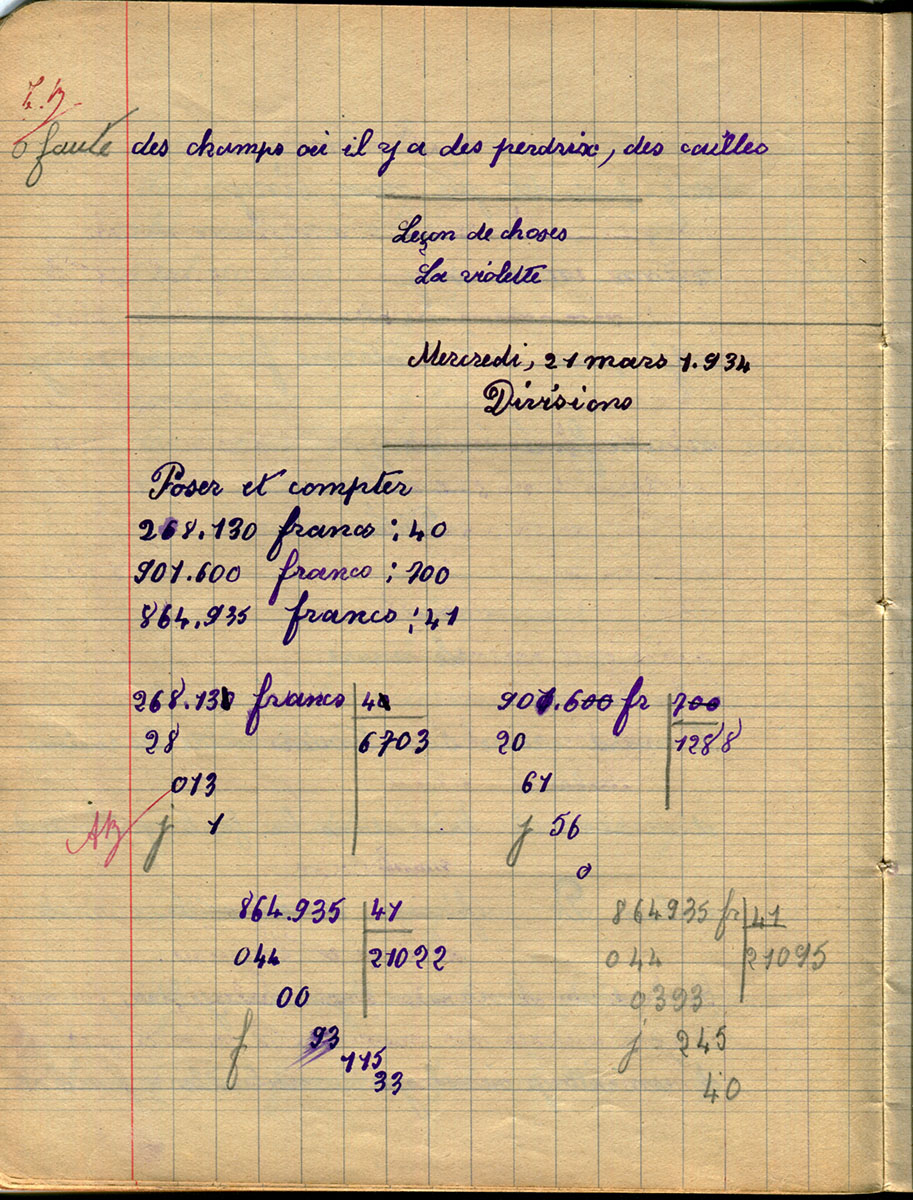 T.B
0 faute des champs où il y a des perdrix, des cailles
Leçon de choses
La violette
Mercredi, 21 mars 1.934
Divisions
Poser et compter
268.130 francs : 40
901.600 francs : 700
864.935 francs : 41
268.130 francs 40
28 6703
013
AB j 1
901.600 fr 700
20 1288
61
j 56
0
864.935 41
044 21022
00
f 93
115
33
864935 fr 41
044 21095
0393
j 245
40